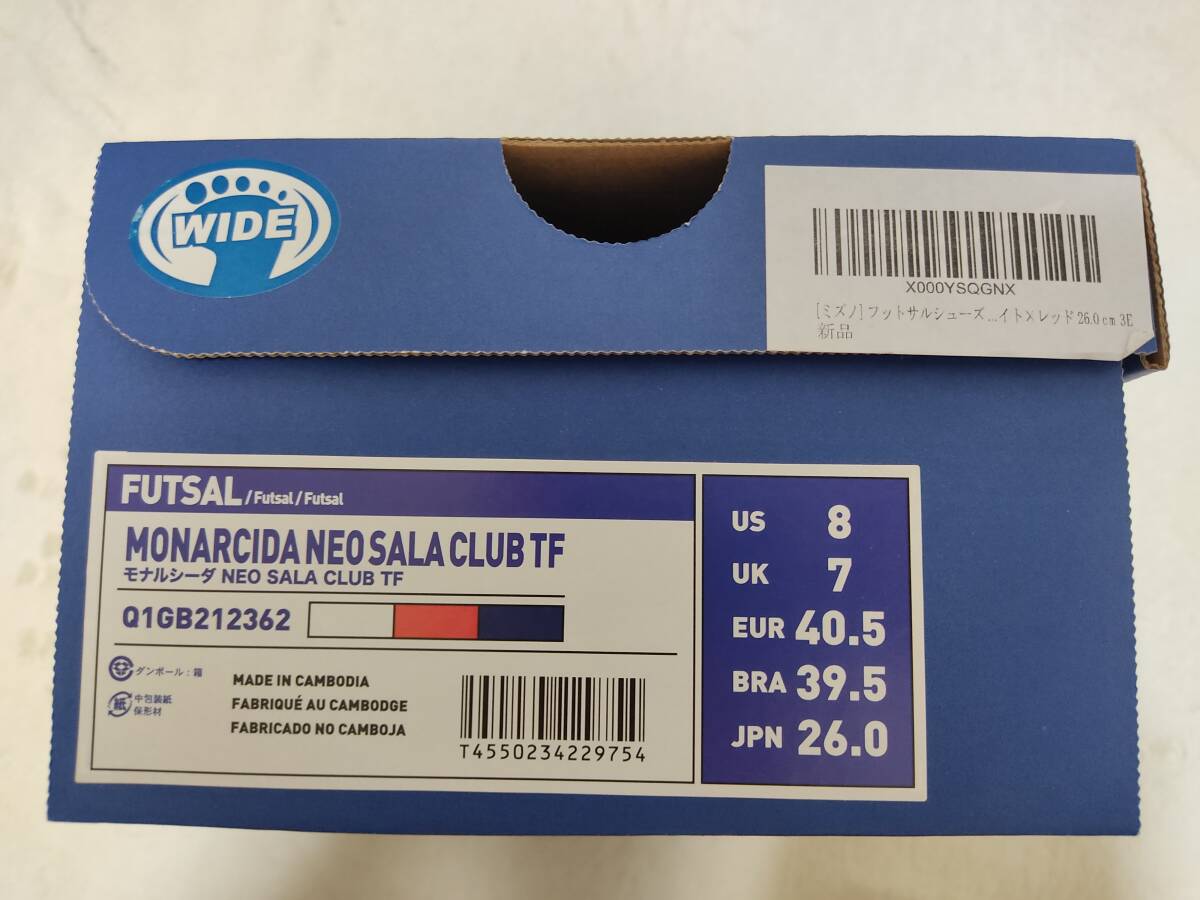 WIDE
X000YSQGNX
[ミズノ]フットサルシューズ...イト×レッド 26.0cm 3E
新品
FUTSAL/Futsal/Futsal
MONARCIDA NEO SALA CLUB TF
モナルシーダ NEO SALA CLUB TF
Q1GB212362
ダンボール：箱
紙 中包装紙
保形材
MADE IN CAMBODIA
FABRIQUÉ AU CAMBODGE
FABRICADO NO CAMBOJA
T4550234229754
US 8
UK 7
EUR 40.5
BRA 39.5
JPN 26.0